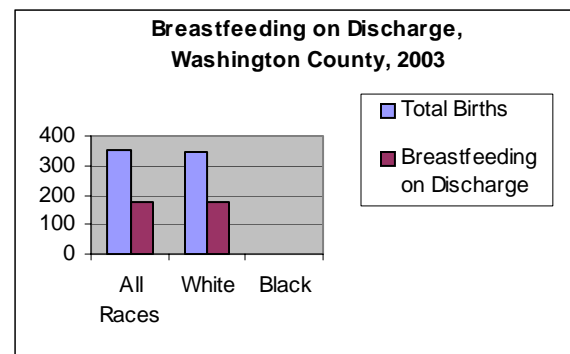 Breastfeeding on Discharge,
Washington County, 2003
Total Births
Breastfeeding
on Discharge
400
300
200
100
0
All
Races
White
Black